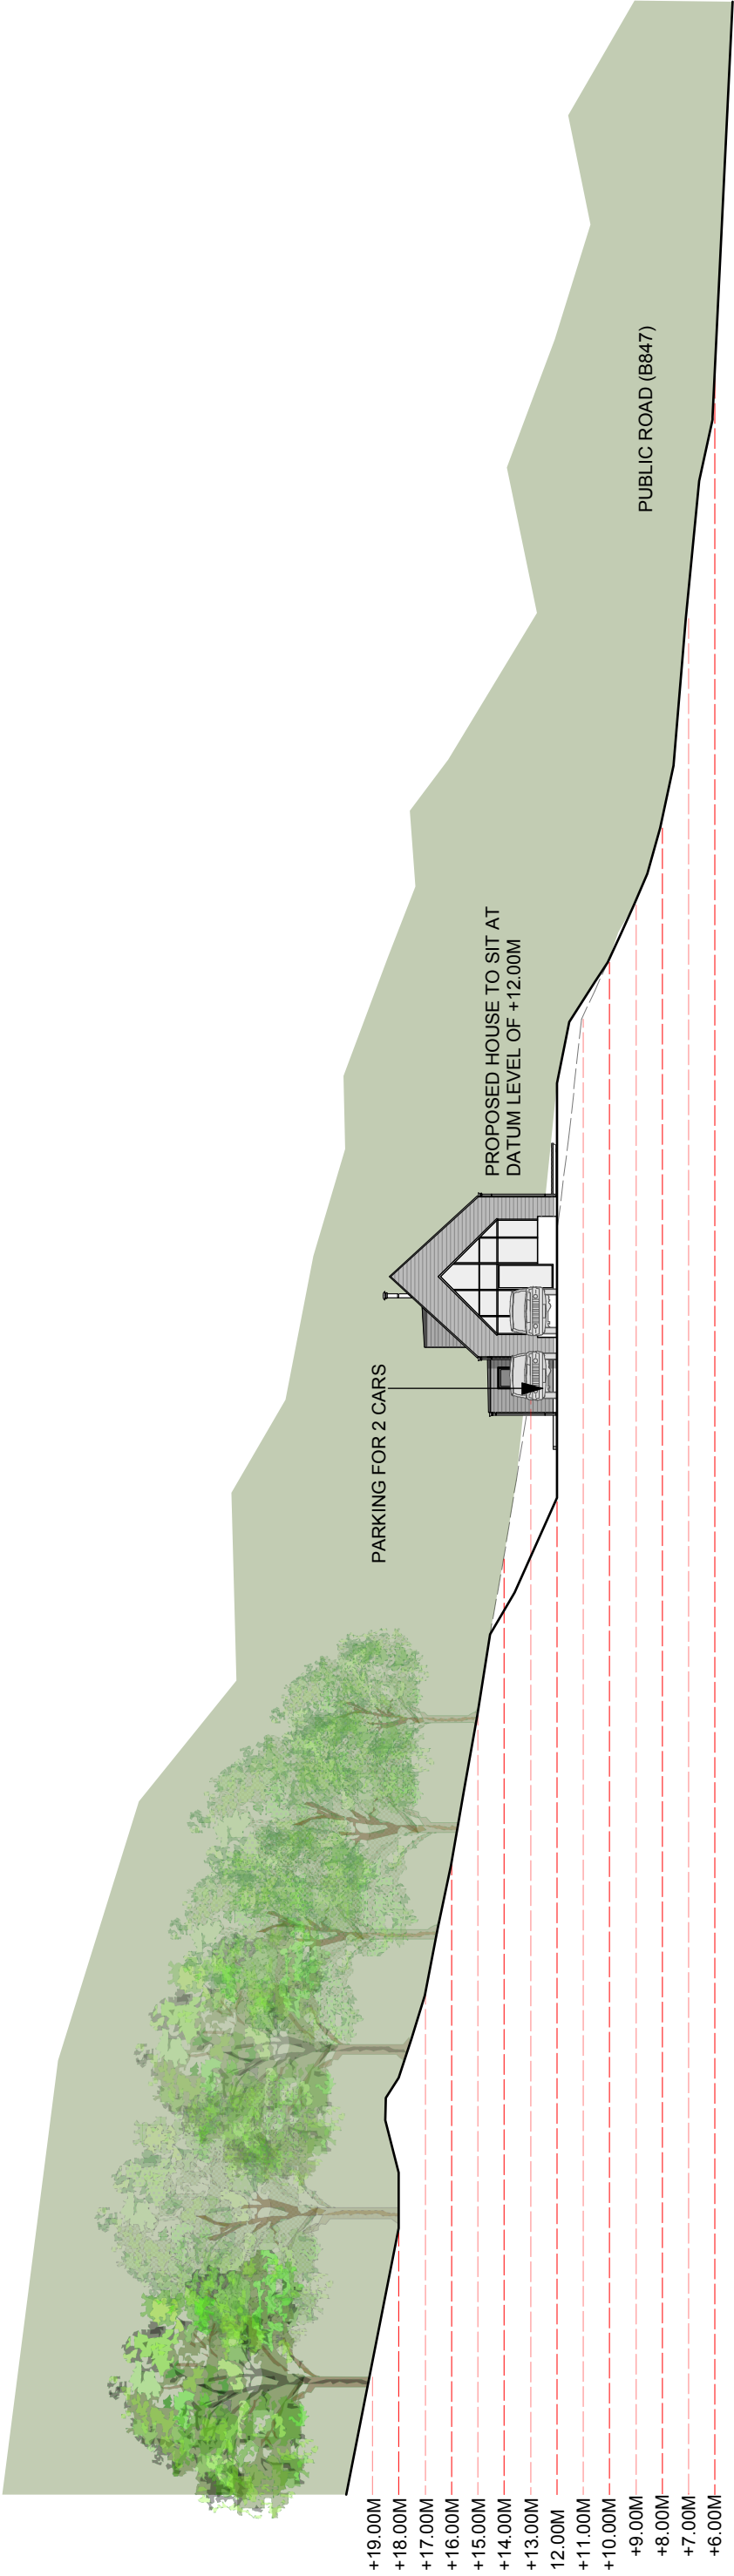 +19.00M
+18.00M
+17.00M
+16.00M
+15.00M
+14.00M
+13.00M
12.00M
+11.00M
+10.00M
+9.00M
+8.00M
+7.00M
+6.00M
PARKING FOR 2 CARS
PROPOSED HOUSE TO SIT AT
DATUM LEVEL OF +12.00M
PUBLIC ROAD (B847)